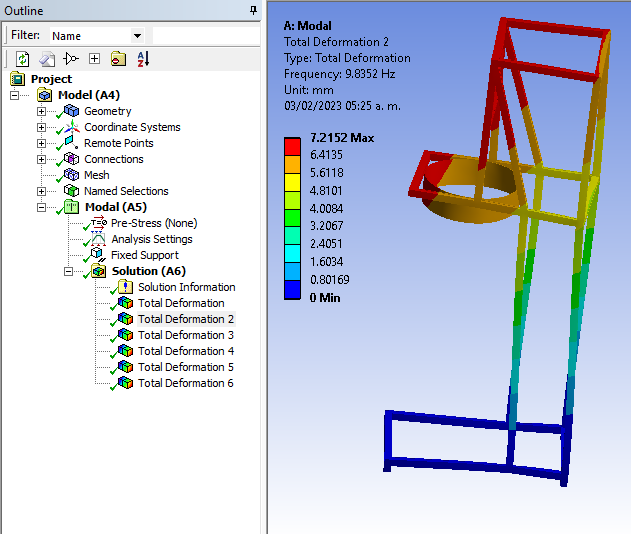 Outline
Filter: Name
Project
Model (A4)
Geometry
Coordinate Systems
Remote Points
Connections
Mesh
Named Selections
Modal (A5)
Pre-Stress (None)
Analysis Settings
Fixed Support
Solution (A6)
Solution Information
Total Deformation
Total Deformation 2
Total Deformation 3
Total Deformation 4
Total Deformation 5
Total Deformation 6
A: Modal
Total Deformation 2
Type: Total Deformation
Frequency: 9.8352 Hz
Unit: mm
03/02/2023 05:25 a. m.
7.2152 Max
6.4135
5.6118
4.8101
4.0084
3.2067
2.4051
1.6034
0.80169
0 Min